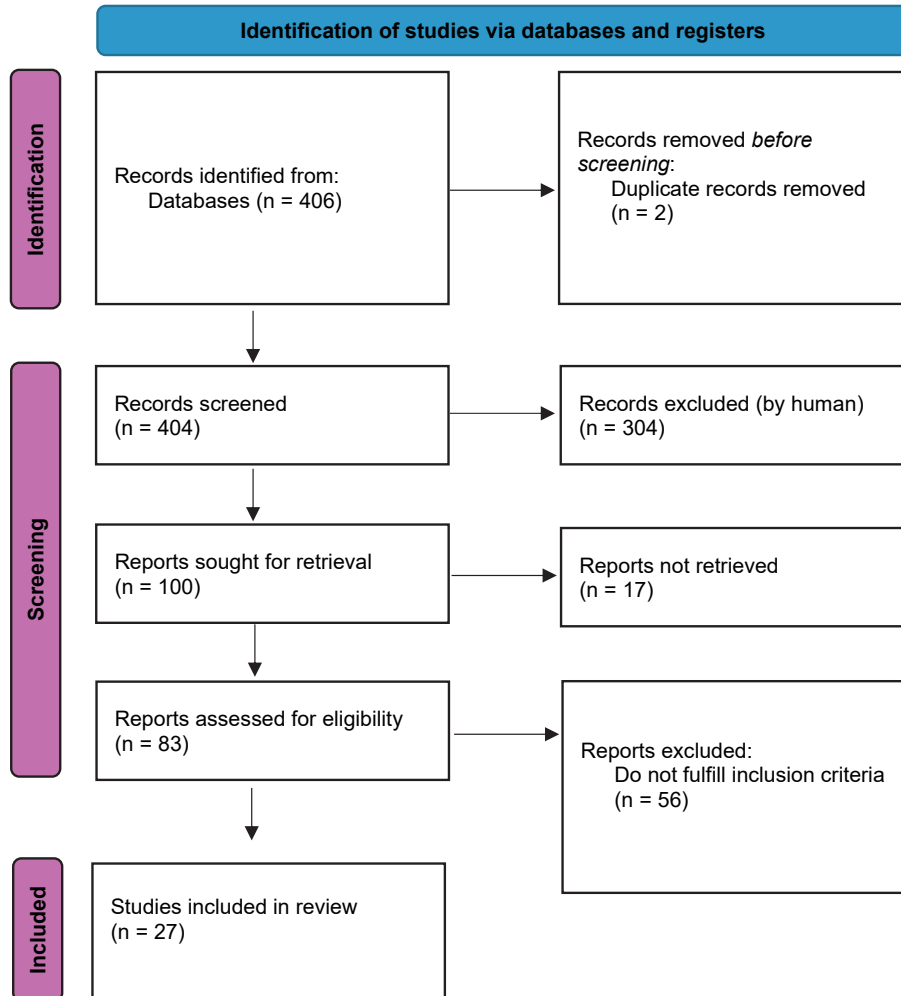 Identification of studies via databases and registers
Identification
Records identified from:
Databases (n = 406)
Records removed before
screening:
Duplicate records removed
(n = 2)
Screening
Records screened
(n = 404)
Records excluded (by human)
(n = 304)
Reports sought for retrieval
(n = 100)
Reports not retrieved
(n = 17)
Reports assessed for eligibility
(n = 83)
Reports excluded:
Do not fulfill inclusion criteria
(n = 56)
Included
Studies included in review
(n = 27)